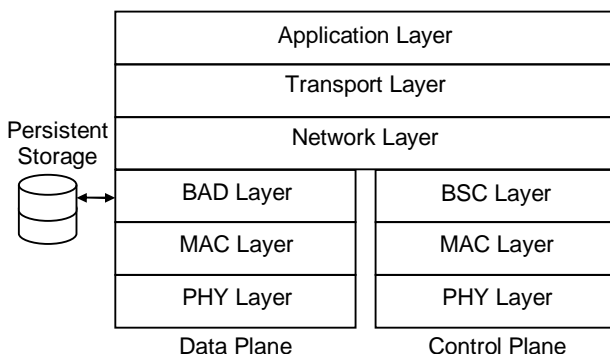 Application Layer
Transport Layer
Network Layer
Persistent
Storage
BAD Layer
BSC Layer
MAC Layer
MAC Layer
PHY Layer
PHY Layer
Data Plane
Control Plane